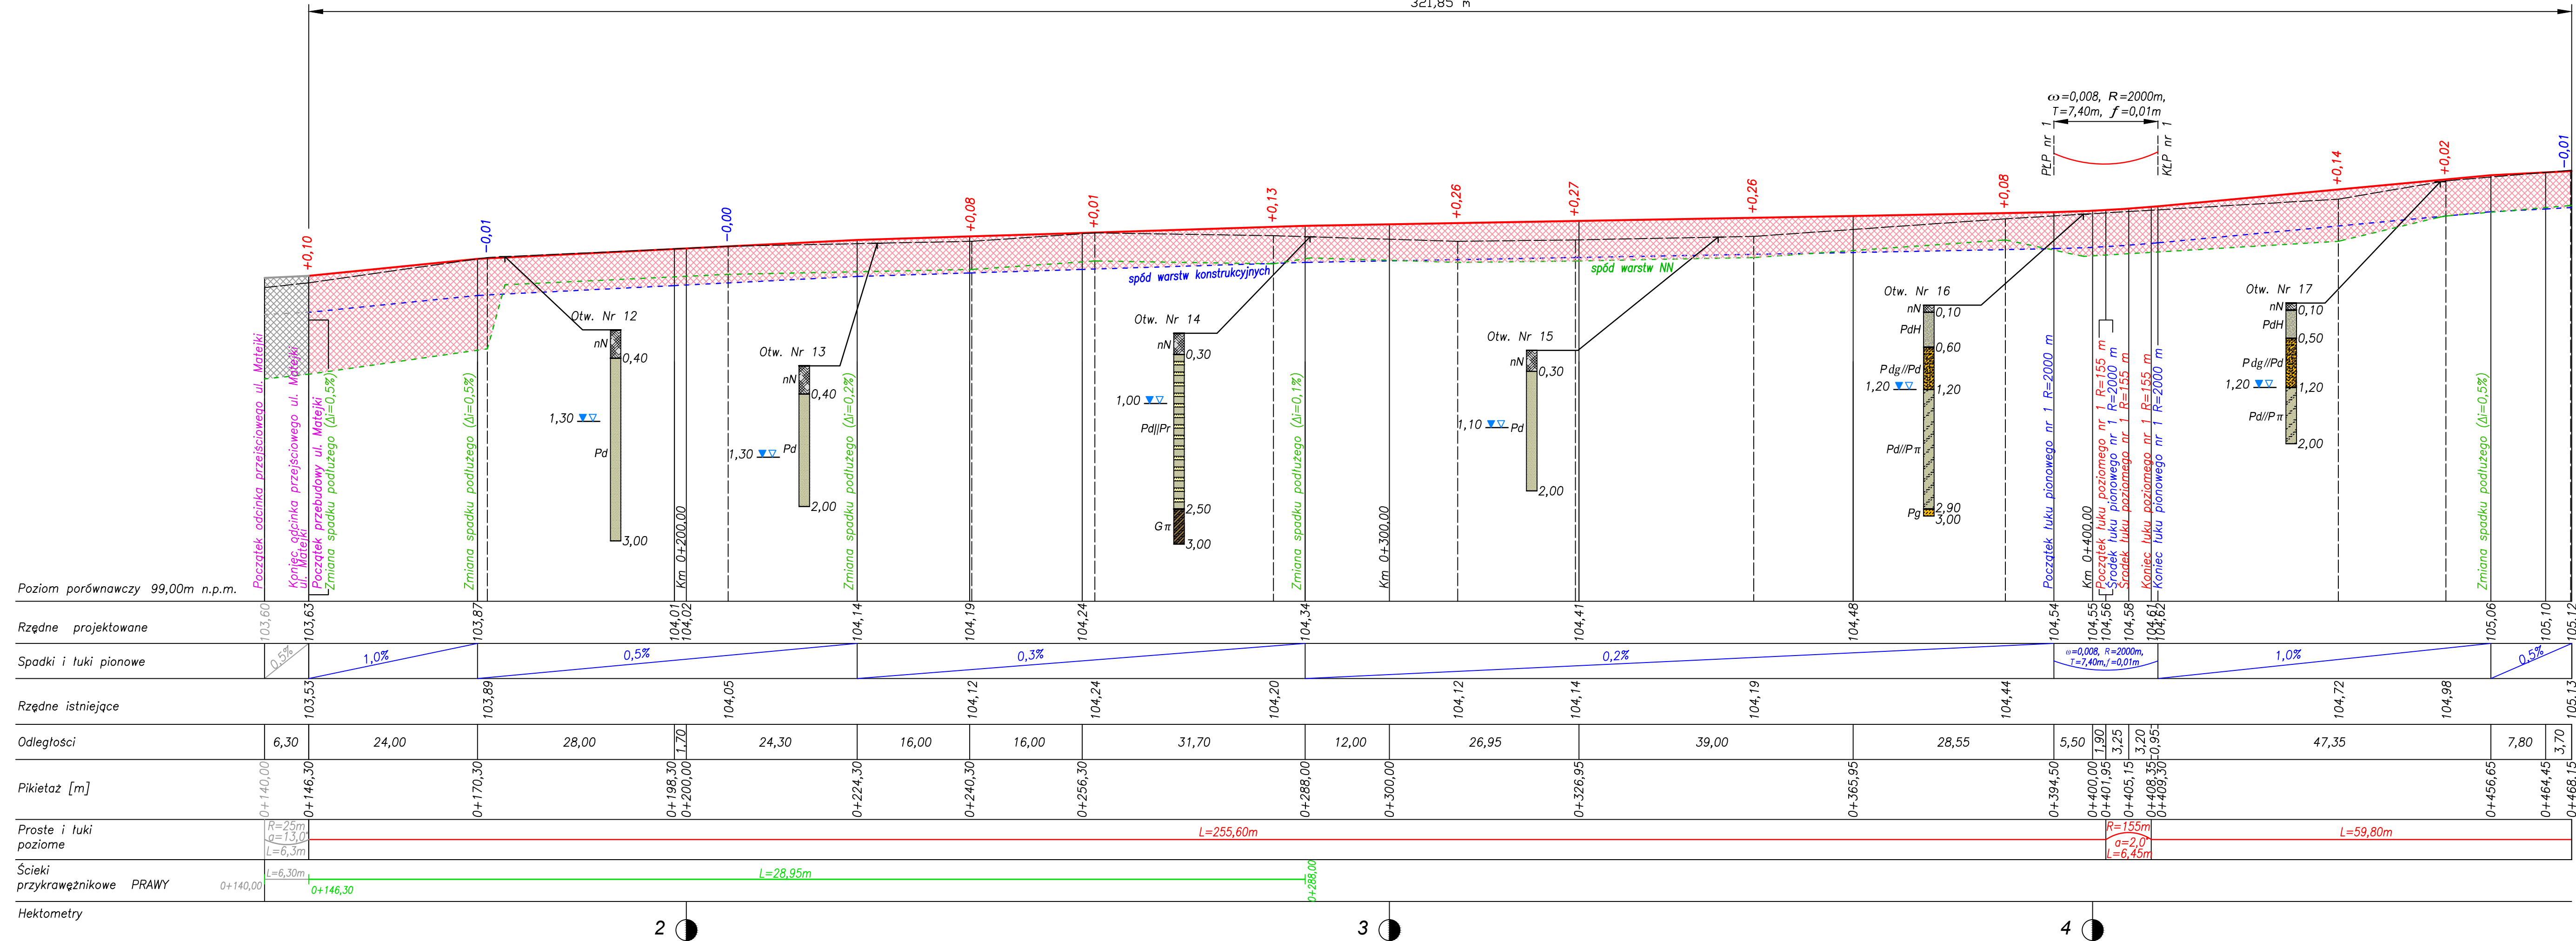 321,85 m
ω=0,008, R=2000m,
T=7,40m, f=0,01m
PŁP nr 1
KŁP nr 1
+0,10
-0,01
-0,00
+0,08
+0,01
+0,13
+0,26
+0,27
+0,26
+0,08
+0,14
+0,02
-0,01
spód warstw konstrukcyjnych
spód warstw NN
Otw. Nr 12
nN
0,40
1,30
Pd
3,00
Otw. Nr 13
nN
0,40
1,30
Pd
2,00
Otw. Nr 14
nN
0,30
1,00
Pd||Pr
2,50
Gπ
3,00
Otw. Nr 15
nN
0,30
1,10
Pd
2,00
Otw. Nr 16
nN
0,10
PdH
0,60
Pdg//Pd
1,20
1,20
Pd//Pπ
2,90
Pg
3,00
Otw. Nr 17
nN
0,10
PdH
0,50
Pdg//Pd
1,20
1,20
Pd//Pπ
2,00
Początek odcinka przejściowego ul. Matejki
Koniec odcinka przejściowego ul. Matejki
ul. Matejki
Początek przebudowy ul. Matejki
Zmiana spadku podłużego (Δi=0,5%)
Zmiana spadku podłużego (Δi=0,5%)
Km 0+200,00
Zmiana spadku podłużego (Δi=0,2%)
Zmiana spadku podłużego (Δi=0,1%)
Km 0+300,00
Początek łuku pionowego nr 1 R=2000 m
Km 0+400,00
Początek łuku poziomego nr 1 R=155 m
Środek łuku pionowego nr 1 R=2000 m
Środek łuku poziomego nr 1 R=155 m
Koniec łuku poziomego nr 1 R=155 m
Koniec łuku pionowego nr 1 R=2000 m
Zmiana spadku podłużego (Δi=0,5%)
Poziom porównawczy 99,00m n.p.m.
Rzędne projektowane
103,60
103,63
103,87
104,01
104,02
104,14
104,19
104,24
104,34
104,41
104,48
104,54
104,55
104,56
104,58
104,61
104,62
105,06
105,10
105,12
Spadki i łuki pionowe
0,5%
1,0%
0,5%
0,3%
0,2%
ω=0,008, R=2000m,
T=7,40m,f=0,01m
1,0%
0,5%
Rzędne istniejące
103,53
103,89
104,05
104,12
104,24
104,20
104,12
104,14
104,19
104,44
104,72
104,98
105,13
Odległości
6,30
24,00
28,00
1,70
24,30
16,00
16,00
31,70
12,00
26,95
39,00
28,55
5,50
1,90
3,25
3,20
0,95
47,35
7,80
3,70
Pikietaż [m]
0+140,00
0+146,30
0+170,30
0+198,30
0+200,00
0+224,30
0+240,30
0+256,30
0+288,00
0+300,00
0+326,95
0+365,95
0+394,50
0+400,00
0+401,95
0+405,15
0+408,35
0+409,30
0+456,65
0+464,45
0+468,15
Proste i łuki
poziome
R=25m
a=13,0°
L=6,3m
L=255,60m
R=155m
a=2,0°
L=6,45m
L=59,80m
Ścieki
przykrawężnikowe PRAWY
0+140,00
L=6,30m
0+146,30
L=28,95m
0+288,00
Hektometry
2
3
4